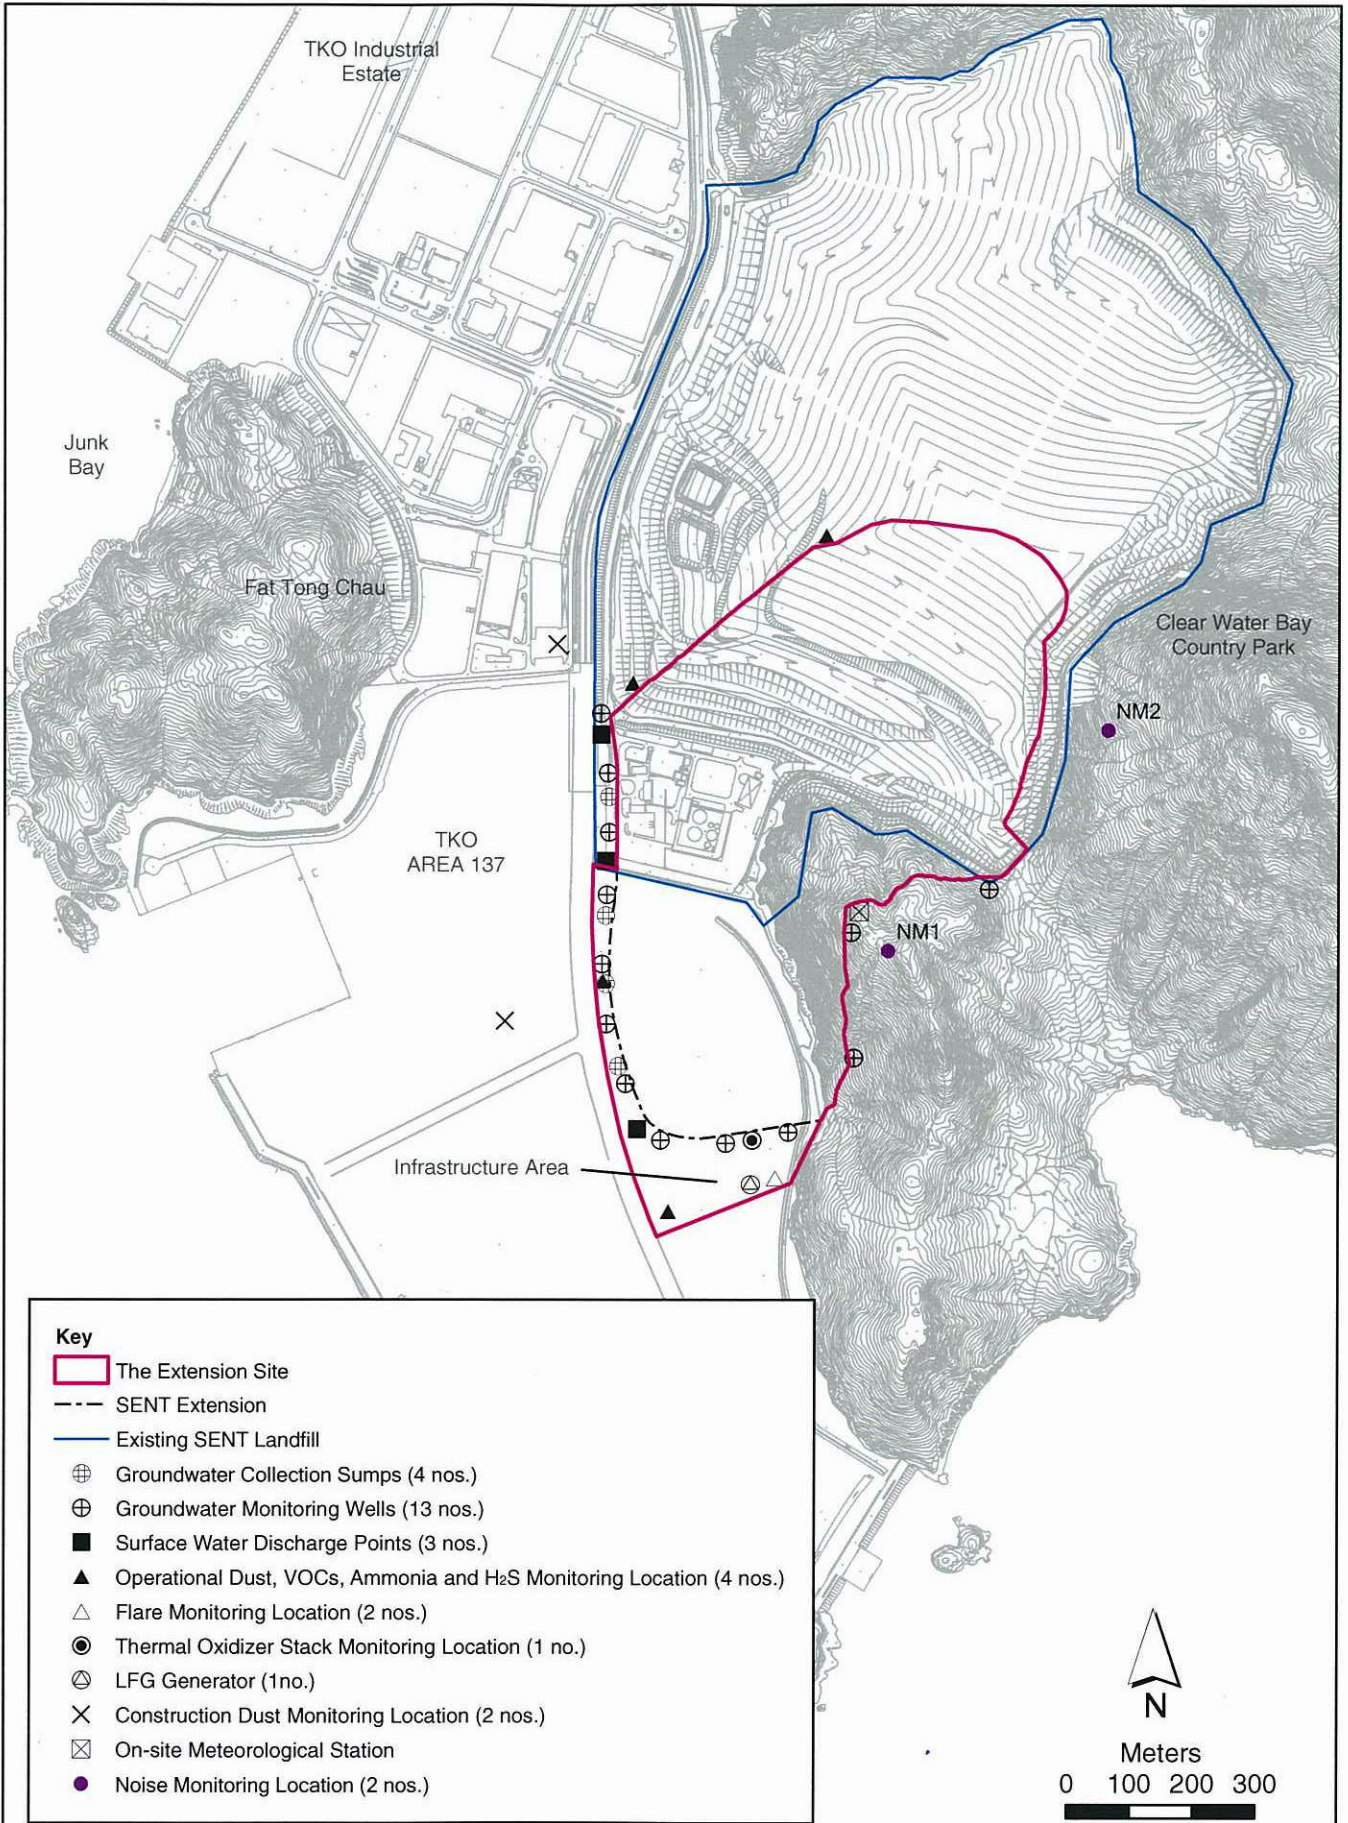 TKO Industrial
Estate
Junk
Bay
Fat Tong Chau
Clear Water Bay
Country Park
NM2
TKO
AREA 137
NM1
Infrastructure Area
Key
The Extension Site
SENT Extension
Existing SENT Landfill
Groundwater Collection Sumps (4 nos.)
Groundwater Monitoring Wells (13 nos.)
Surface Water Discharge Points (3 nos.)
Operational Dust, VOCs, Ammonia and H2S Monitoring Location (4 nos.)
Flare Monitoring Location (2 nos.)
Thermal Oxidizer Stack Monitoring Location (1 no.)
LFG Generator (1no.)
Construction Dust Monitoring Location (2 nos.)
On-site Meteorological Station
Noise Monitoring Location (2 nos.)
N
Meters
0 100 200 300